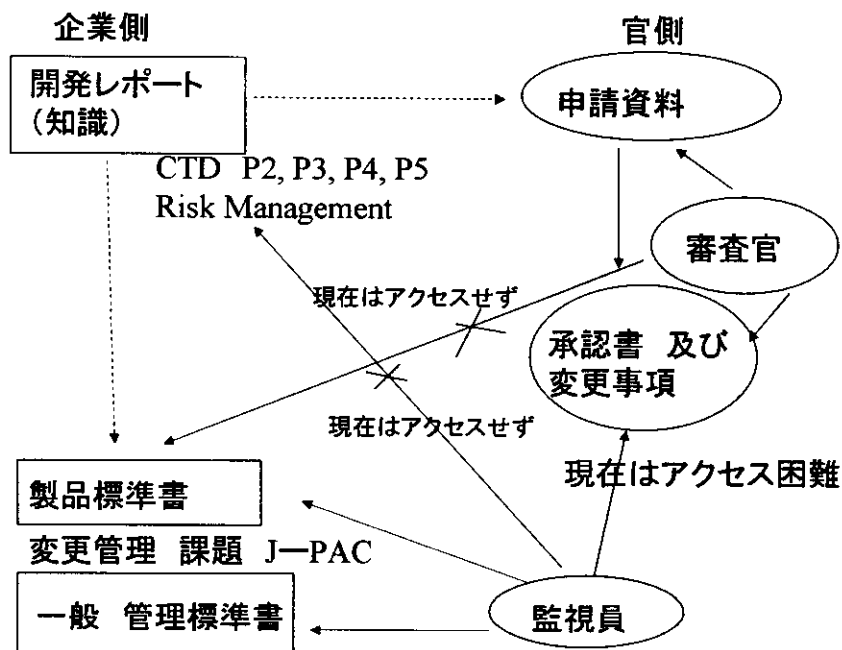 企業側
官側
開発レポート
（知識）
申請資料
CTD P2, P3, P4, P5
Risk Management
審査官
現在はアクセスせず
承認書 及び
変更事項
現在はアクセスせず
現在はアクセス困難
製品標準書
変更管理 課題 J－PAC
一般 管理標準書
監視員